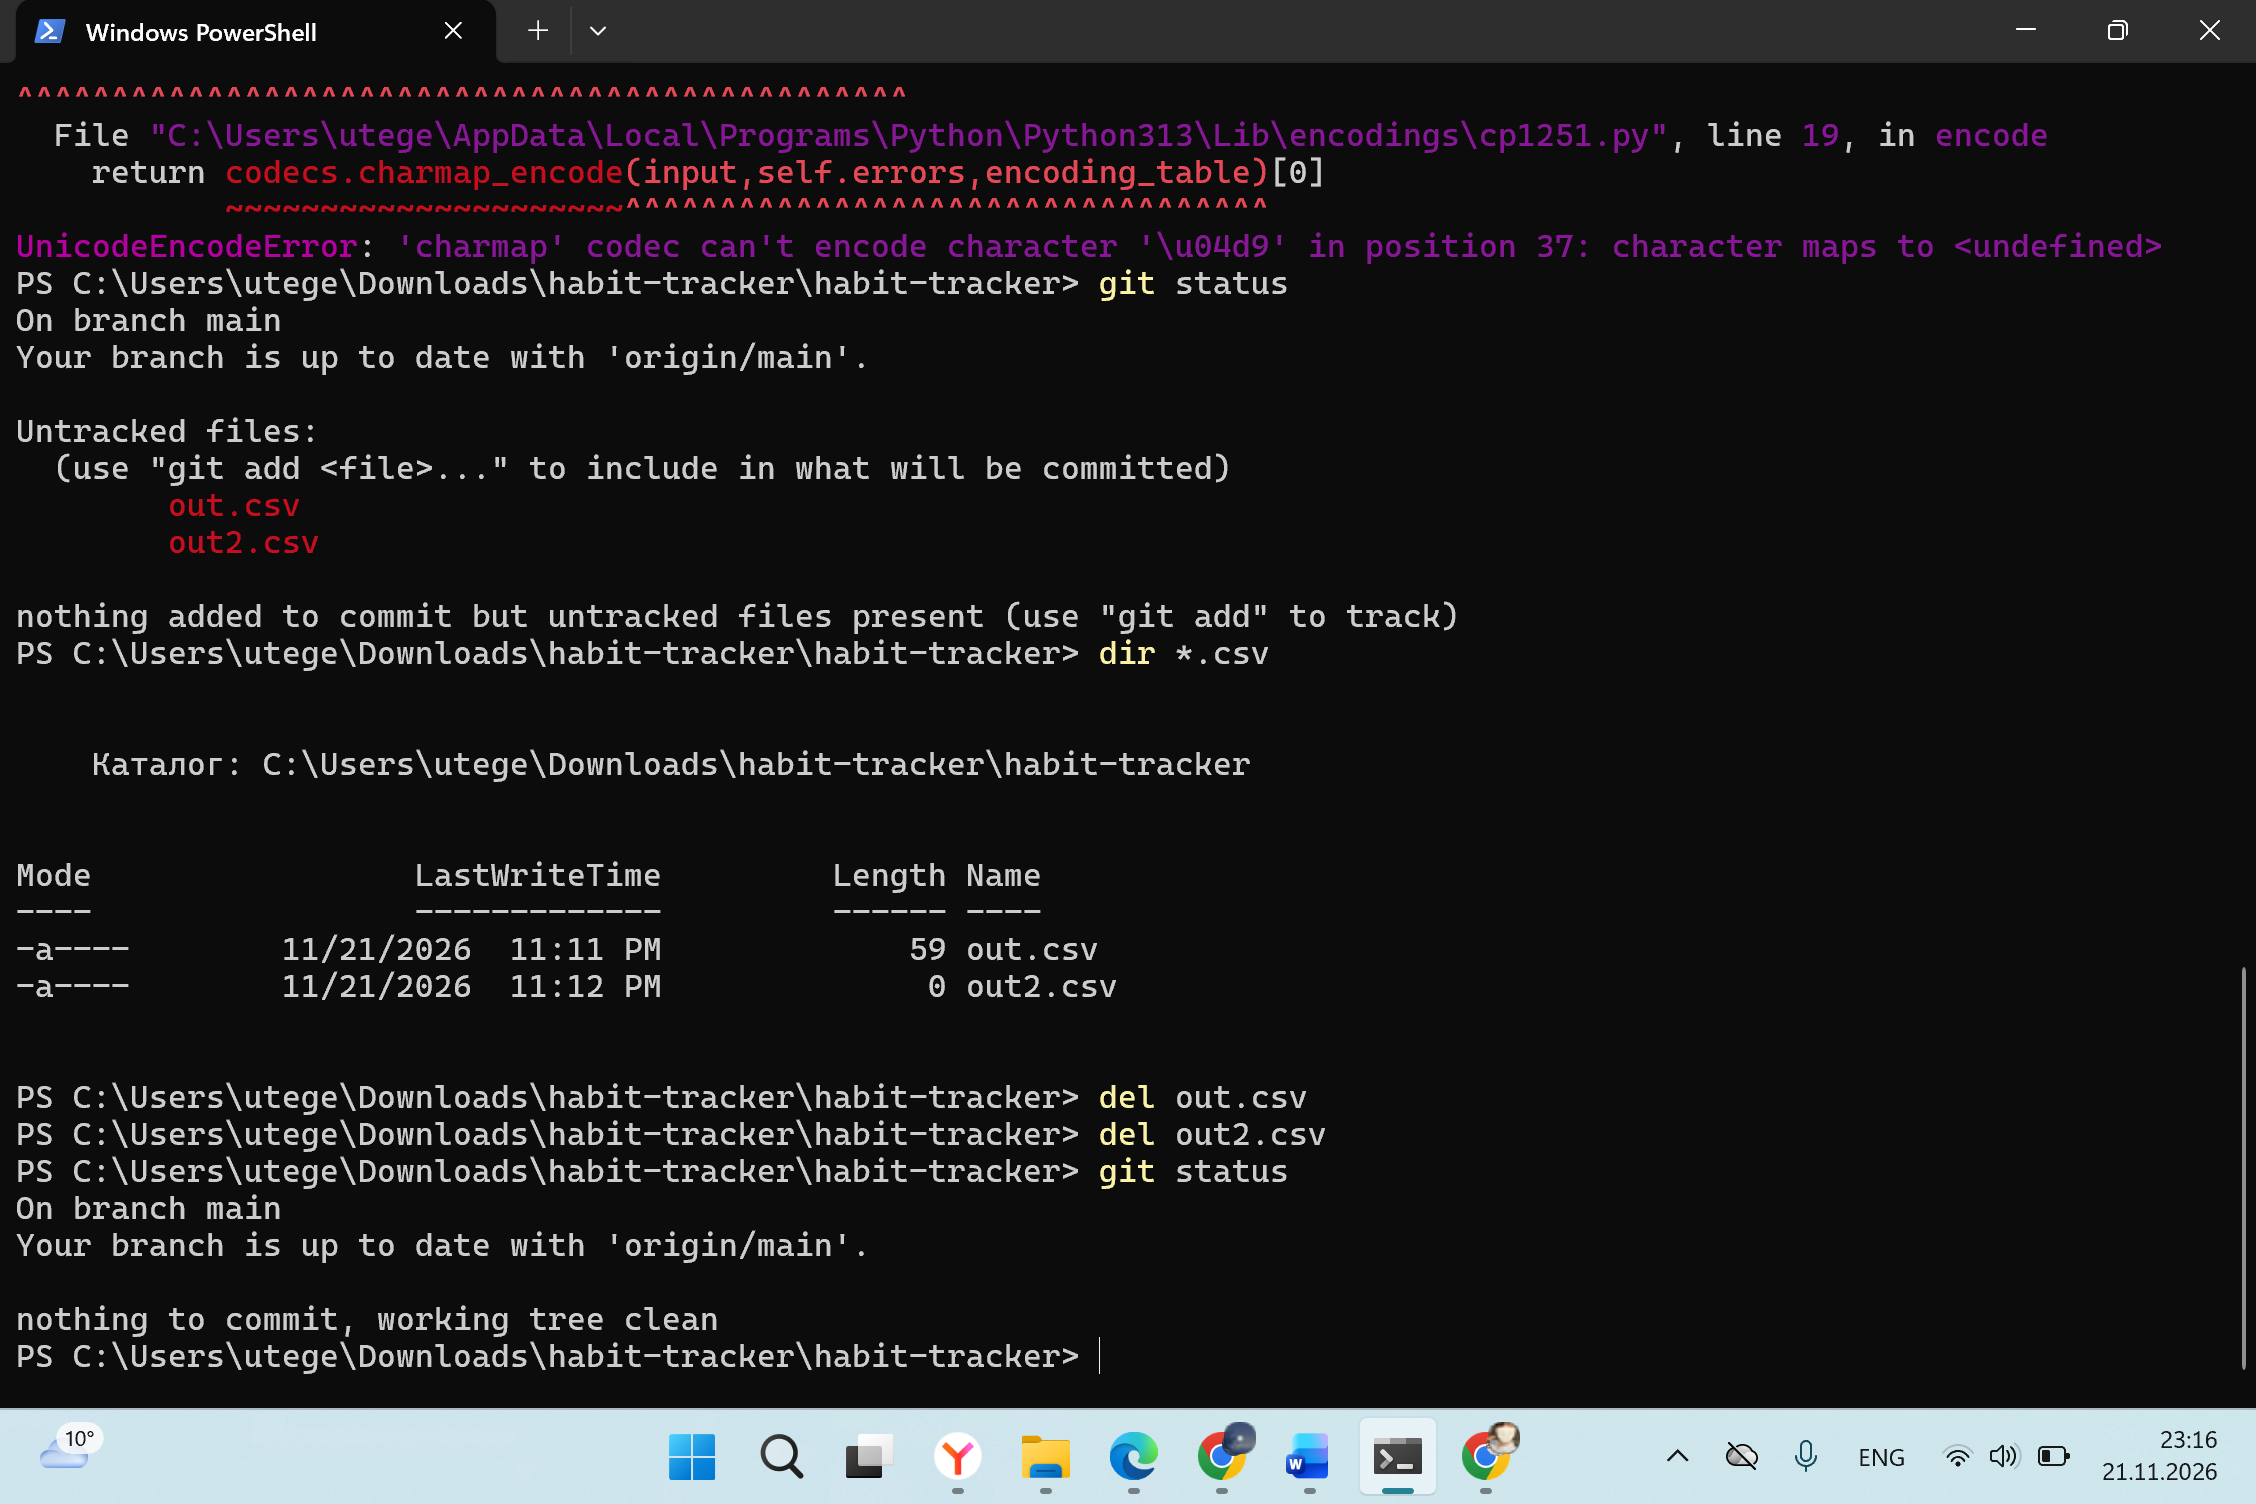 Windows PowerShell
^^^^^^^^^^^^^^^^^^^^^^^^^^^^^^^^^^^^^^^^^^^^^^^
File "C:\Users\utege\AppData\Local\Programs\Python\Python313\Lib\encodings\cp1251.py", line 19, in encode
return codecs.charmap_encode(input,self.errors,encoding_table)[0]
~~~~~~~~~~~~~~~~~~~~~^^^^^^^^^^^^^^^^^^^^^^^^^^^^^^^^^^
UnicodeEncodeError: 'charmap' codec can't encode character '\u04d9' in position 37: character maps to <undefined>
PS C:\Users\utege\Downloads\habit-tracker\habit-tracker> git status
On branch main
Your branch is up to date with 'origin/main'.
Untracked files:
(use "git add <file>..." to include in what will be committed)
out.csv
out2.csv
nothing added to commit but untracked files present (use "git add" to track)
PS C:\Users\utege\Downloads\habit-tracker\habit-tracker> dir *.csv
Каталог: C:\Users\utege\Downloads\habit-tracker\habit-tracker
Mode LastWriteTime Length Name
---- ------------- ------ ----
-a---- 11/21/2026 11:11 PM 59 out.csv
-a---- 11/21/2026 11:12 PM 0 out2.csv
PS C:\Users\utege\Downloads\habit-tracker\habit-tracker> del out.csv
PS C:\Users\utege\Downloads\habit-tracker\habit-tracker> del out2.csv
PS C:\Users\utege\Downloads\habit-tracker\habit-tracker> git status
On branch main
Your branch is up to date with 'origin/main'.
nothing to commit, working tree clean
PS C:\Users\utege\Downloads\habit-tracker\habit-tracker>
10°
ENG
23:16
21.11.2026